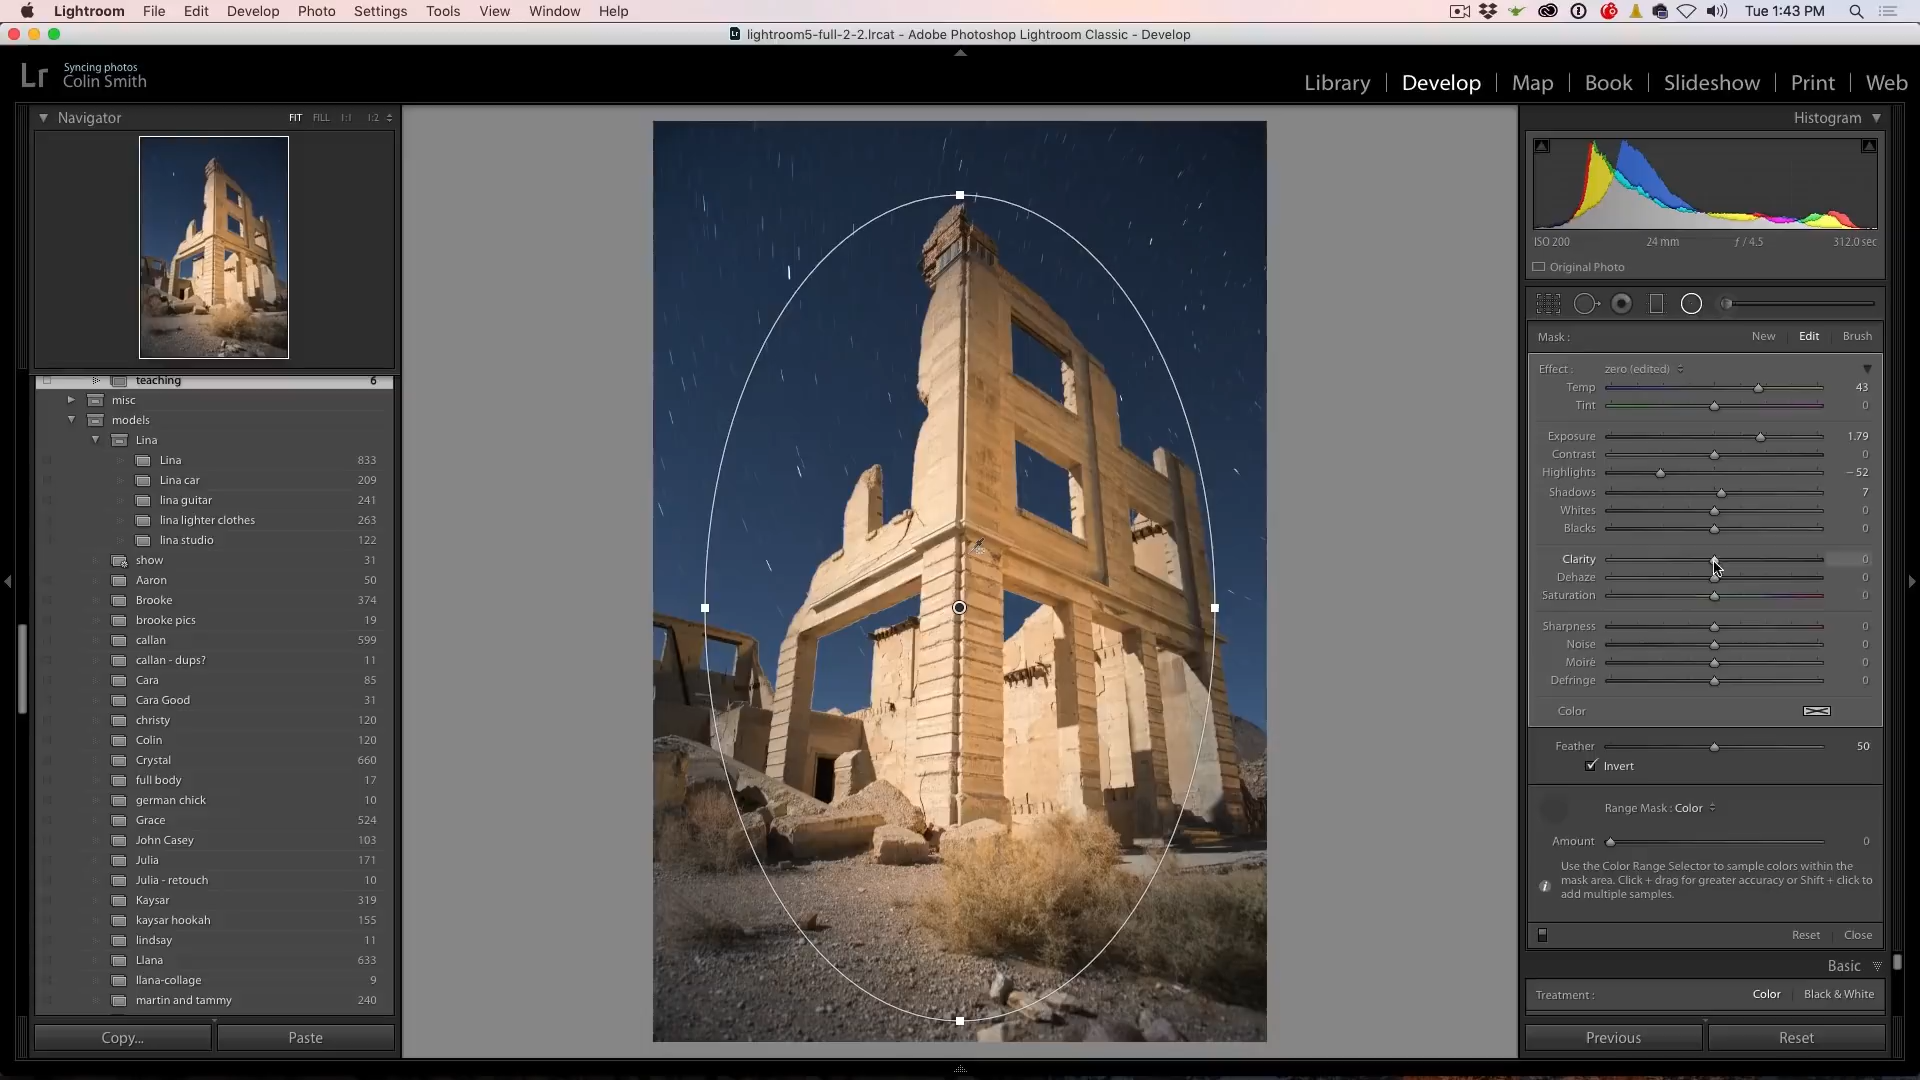 Lightroom File Edit Develop Photo Settings Tools View Window Help Tue 1:43 PM
lightroom5-full-2-2.lrcat - Adobe Photoshop Lightroom Classic - Develop
Lr Syncing photos
Colin Smith
Library Develop Map Book Slideshow Print Web
Navigator FIT FILL 1:1 1:2
teaching 6
misc
models
Lina
Lina 833
Lina car 209
lina guitar 241
lina lighter clothes 263
lina studio 122
show 31
Aaron 50
Brooke 374
brooke pics 19
callan 599
callan - dups? 11
Cara 85
Cara Good 31
christy 120
Colin 120
Crystal 660
full body 17
german chick 10
Grace 524
John Casey 103
Julia 171
Julia - retouch 10
Kaysar 319
kaysar hookah 155
lindsay 11
Llana 633
llana-collage 9
martin and tammy 240
Copy... Paste
Histogram
ISO 200 24 mm ƒ / 4.5 312.0 sec
Original Photo
Mask : New Edit Brush
Effect : zero (edited)
Temp 43
Tint 0
Exposure 1.79
Contrast 0
Highlights – 52
Shadows 7
Whites 0
Blacks 0
Clarity 0
Dehaze 0
Saturation 0
Sharpness 0
Noise 0
Moiré 0
Defringe 0
Color
Feather 50
Invert
Range Mask : Color
Amount 0
Use the Color Range Selector to sample colors within the
mask area. Click + drag for greater accuracy or Shift + click to
add multiple samples.
Reset Close
Basic
Treatment : Color Black & White
Previous Reset